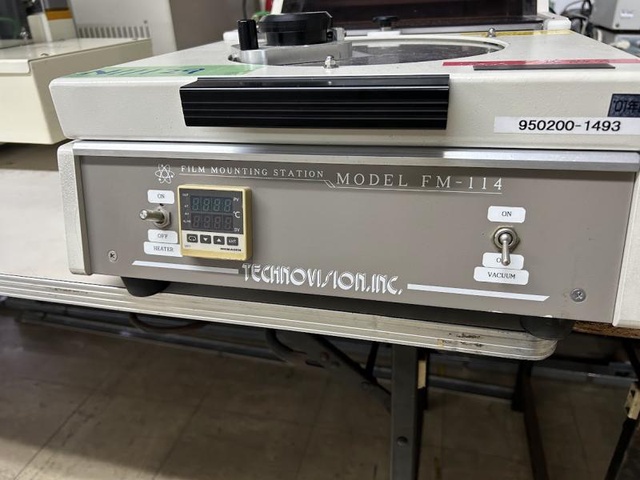 950200-1493
FILM MOUNTING STATION
MODEL FM-114
ON
OFF
HEATER
°C
ON
VACUUM
TECHNOVISION,INC.